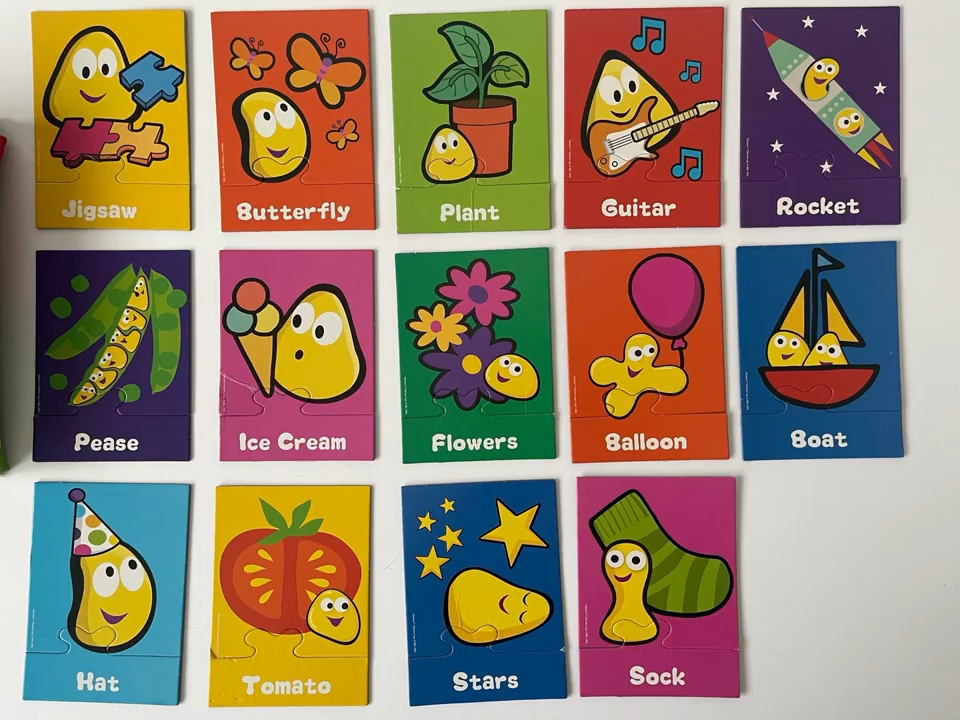 Jigsaw
Butterfly
Plant
Guitar
Rocket
Pease
Ice Cream
Flowers
Balloon
Boat
Hat
Tomato
Stars
Sock